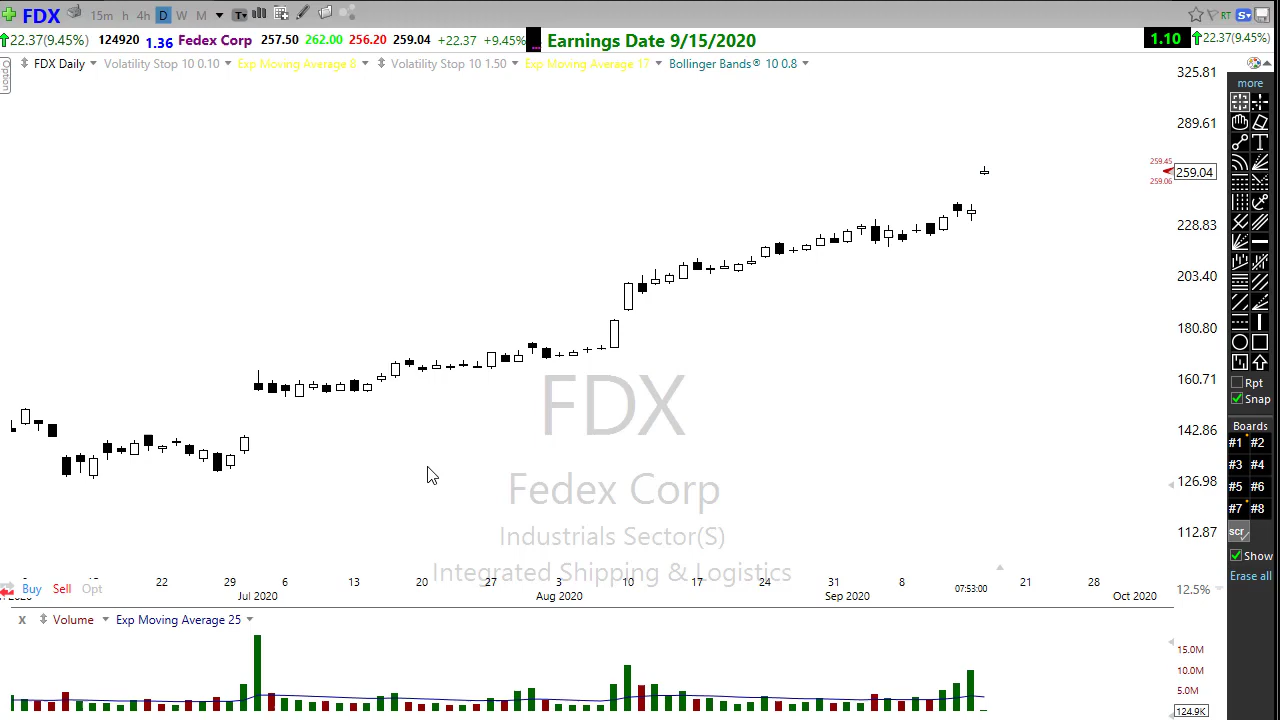 FDX 15m h 4h D W M T RT S
22.37(9.45%) 124920 1.36 Fedex Corp 257.50 262.00 256.20 259.04 +22.37 +9.45% Earnings Date 9/15/2020 1.10 22.37(9.45%)
Option
FDX Daily Volatility Stop 10 0.10 Exp Moving Average 8 Volatility Stop 10 1.50 Exp Moving Average 17 Bollinger Bands® 10 0.8
325.81
more
289.61
259.45
259.04
259.06
228.83
203.40
180.80
160.71
142.86
126.98
112.87
T
Rpt
Snap
Boards
#1 #2
#3 #4
#5 #6
#7 #8
scr
Show
Erase all
FDX
Fedex Corp
Industrials Sector(S)
Integrated Shipping & Logistics
Buy Sell Opt
22 29 6 13 20 27 3 10 17 24 31 8 07:53:00 21 28
12.5%
Jul 2020 Aug 2020 Sep 2020 Oct 2020
X Volume Exp Moving Average 25
15.0M
10.0M
5.0M
124.9K